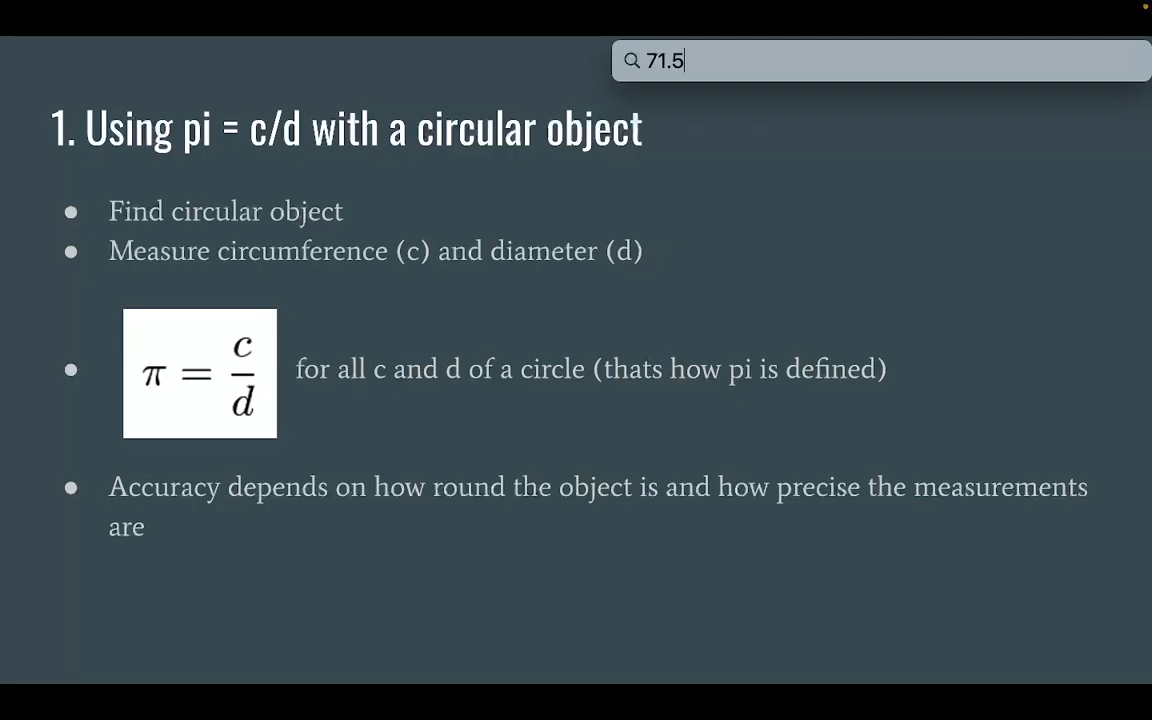 71.5
1. Using pi = c/d with a circular object
● Find circular object
● Measure circumference (c) and diameter (d)
● π = c/d for all c and d of a circle (thats how pi is defined)
● Accuracy depends on how round the object is and how precise the measurements
are